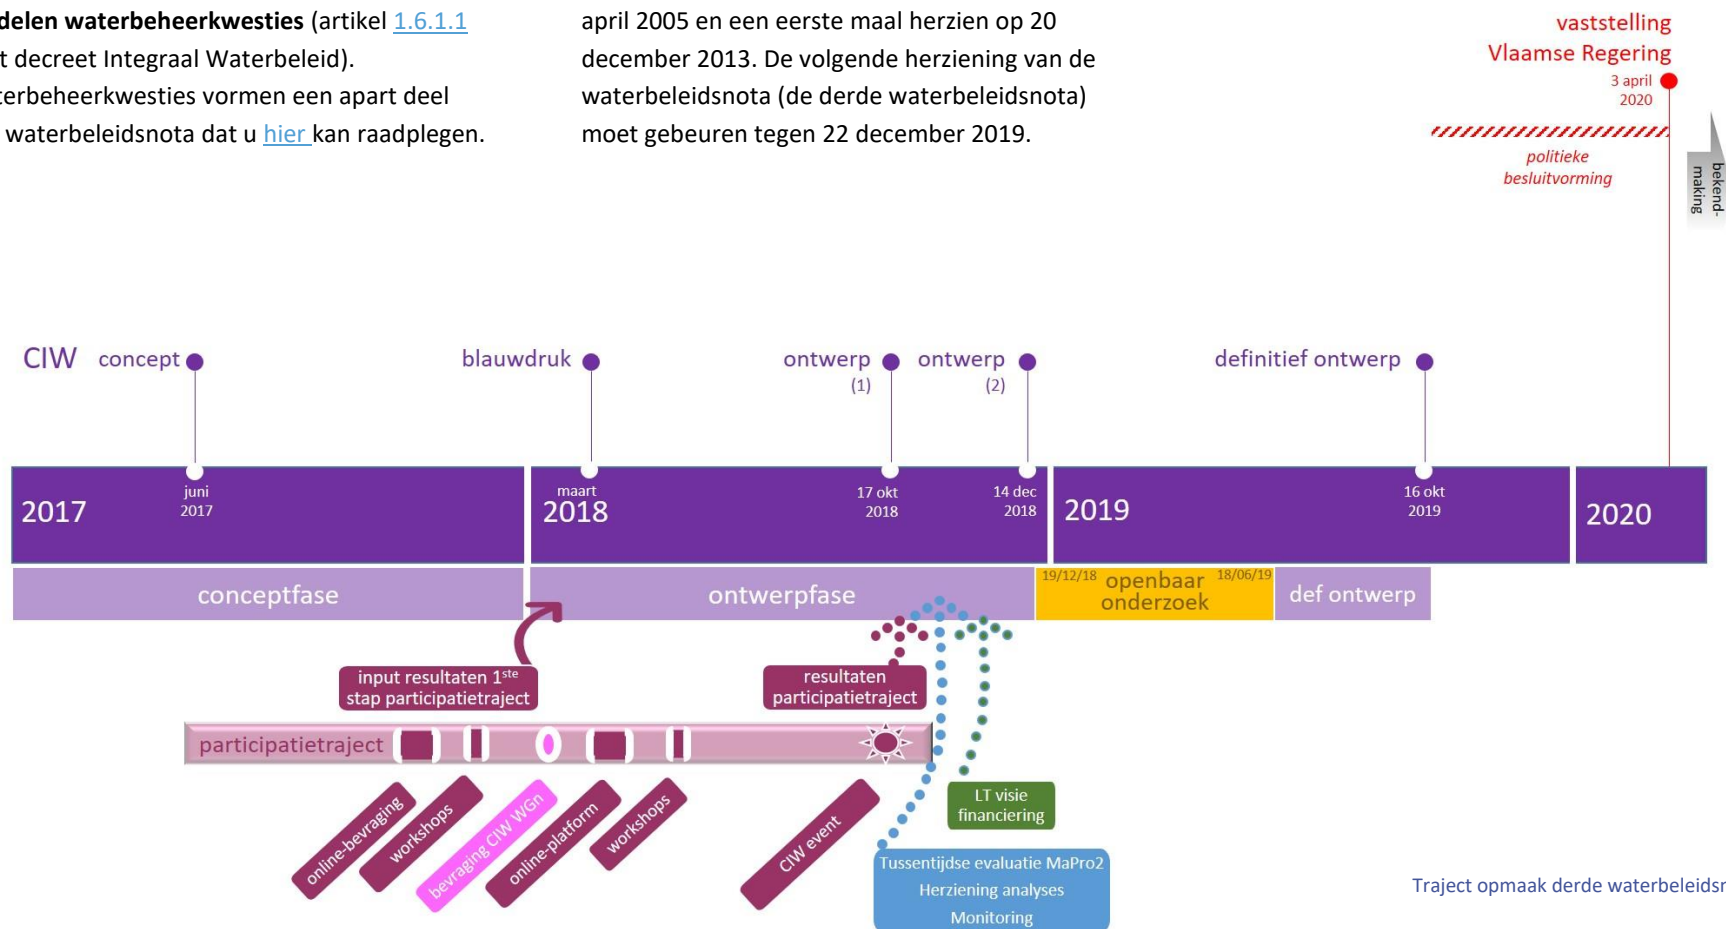 delen waterbeheerkwesties (artikel 1.6.1.1
t decreet Integraal Waterbeleid).
terbeheerkwesties vormen een apart deel
waterbeleidsnota dat u hier kan raadplegen.
april 2005 en een eerste maal herzien op 20
december 2013. De volgende herziening van de
waterbeleidsnota (de derde waterbeleidsnota)
moet gebeuren tegen 22 december 2019.
vaststelling
Vlaamse Regering
3 april
2020
politieke
besluitvorming
bekend-
making
CIW
concept
blauwdruk
ontwerp
(1)
ontwerp
(2)
definitief ontwerp
2017
juni
2017
maart
2018
17 okt
2018
14 dec
2018
2019
16 okt
2019
2020
conceptfase
ontwerpfase
19/12/18
openbaar
onderzoek
18/06/19
def ontwerp
input resultaten 1ste
stap participatietraject
resultaten
participatietraject
participatietraject
online-bevraging
workshops
bevraging CIW WGn
online-platform
workshops
CIW event
LT visie
financiering
Tussentijdse evaluatie MaPro2
Herziening analyses
Monitoring
Traject opmaak derde waterbeleidsn